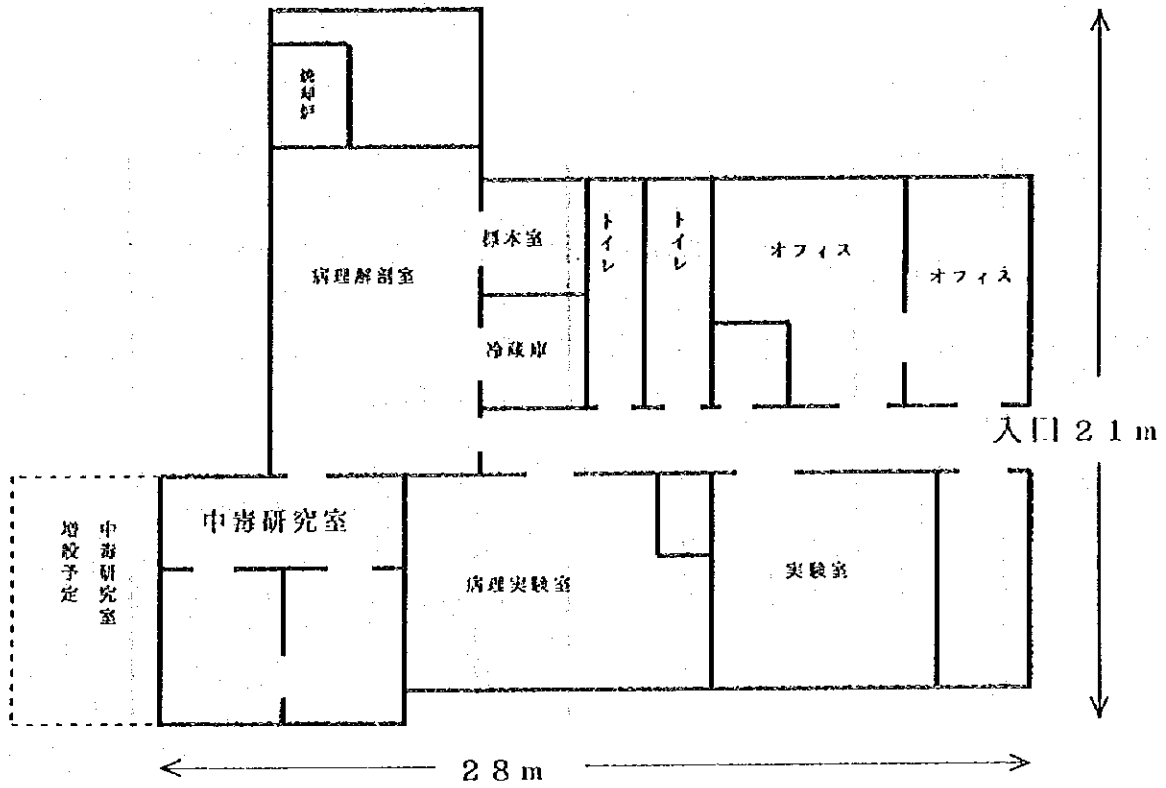 焼却炉
標本室
トイレ
トイレ
オフィス
オフィス
病理解剖室
冷蔵庫
入口
21m
中毒研究室
中毒研究室
増設予定
病理実験室
実験室
28m